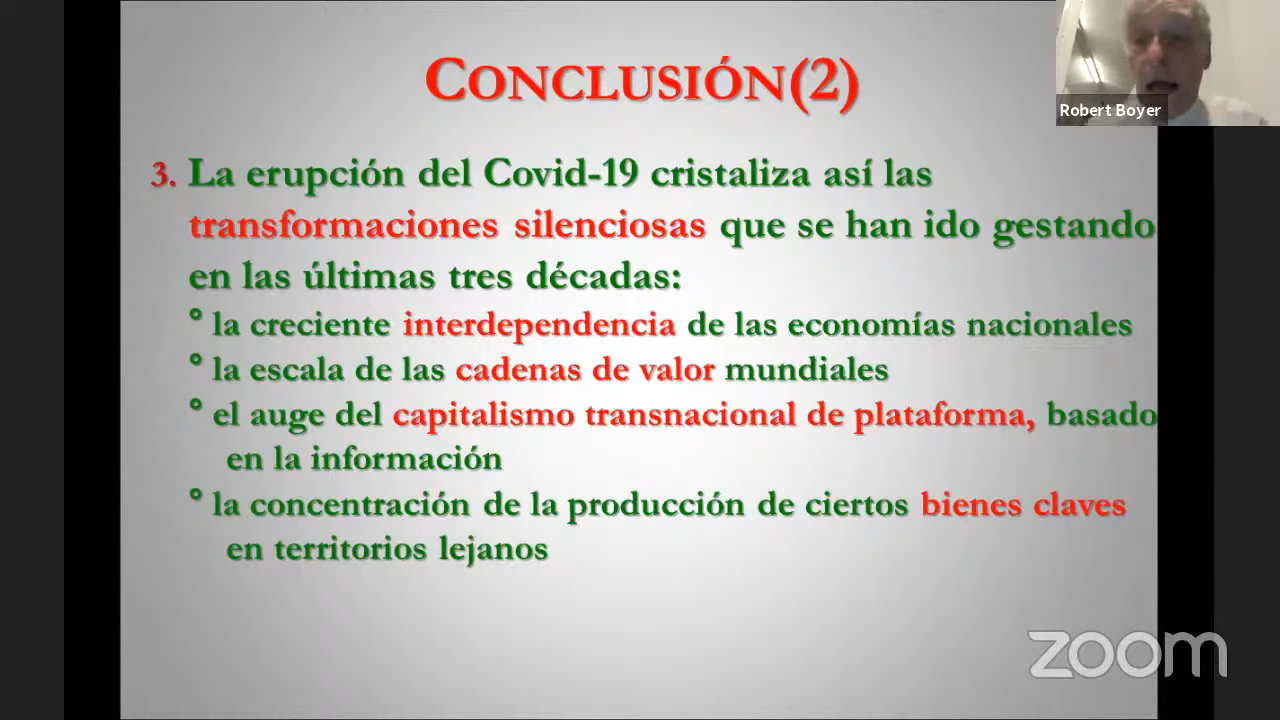 CONCLUSIÓN(2)
Robert Boyer
3. La erupción del Covid-19 cristaliza así las
transformaciones silenciosas que se han ido gestando
en las últimas tres décadas:
° la creciente interdependencia de las economías nacionales
° la escala de las cadenas de valor mundiales
° el auge del capitalismo transnacional de plataforma, basado
en la información
° la concentración de la producción de ciertos bienes claves
en territorios lejanos
zoom